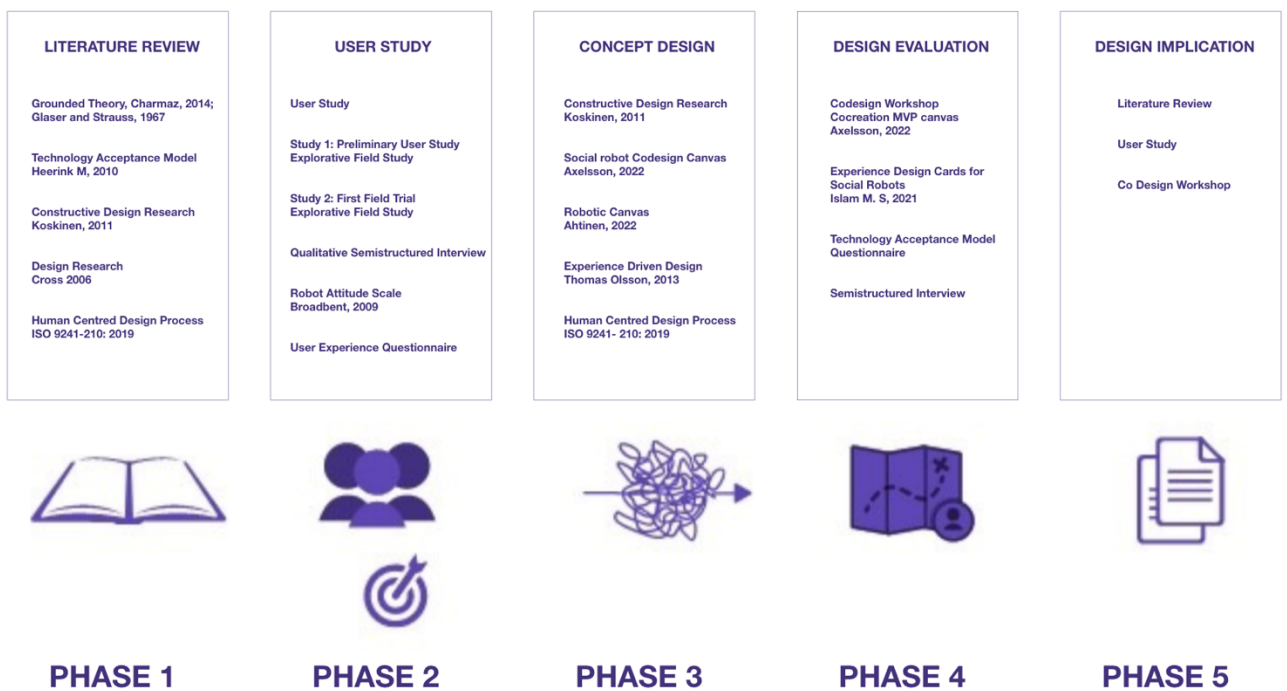 LITERATURE REVIEW
Grounded Theory, Charmaz, 2014;
Glaser and Strauss, 1967
Technology Acceptance Model
Heerink M, 2010
Constructive Design Research
Koskinen, 2011
Design Research
Cross 2006
Human Centred Design Process
ISO 9241-210: 2019
USER STUDY
User Study
Study 1: Preliminary User Study
Explorative Field Study
Study 2: First Field Trial
Explorative Field Study
Qualitative Semistructured Interview
Robot Attitude Scale
Broadbent, 2009
User Experience Questionnaire
CONCEPT DESIGN
Constructive Design Research
Koskinen, 2011
Social robot Codesign Canvas
Axelsson, 2022
Robotic Canvas
Ahtinen, 2022
Experience Driven Design
Thomas Olsson, 2013
Human Centred Design Process
ISO 9241- 210: 2019
DESIGN EVALUATION
Codesign Workshop
Cocreation MVP canvas
Axelsson, 2022
Experience Design Cards for
Social Robots
Islam M. S, 2021
Technology Acceptance Model
Questionnaire
Semistructured Interview
DESIGN IMPLICATION
Literature Review
User Study
Co Design Workshop
PHASE 1
PHASE 2
PHASE 3
PHASE 4
PHASE 5